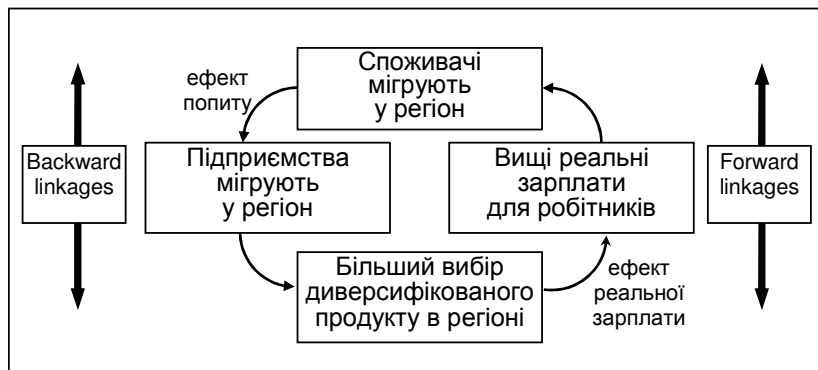 Споживачі
мігрують
у регіон
ефект
попиту
Backward
linkages
Підприємства
мігрують
у регіон
Вищі реальні
зарплати
для робітників
Forward
linkages
Більший вибір
диверсифікованого
продукту в регіоні
ефект
реальної
зарплати